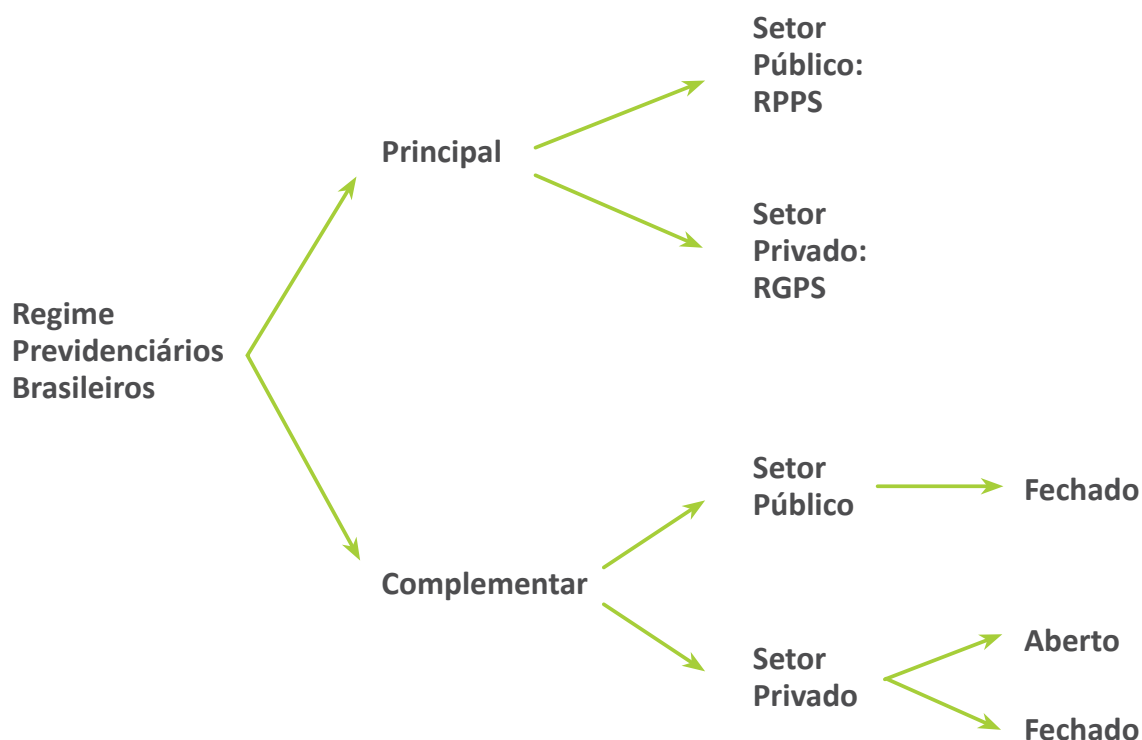 Setor
Público:
RPPS
Principal
Setor
Privado:
RGPS
Regime
Previdenciários
Brasileiros
Setor
Público
Fechado
Complementar
Aberto
Setor
Privado
Fechado